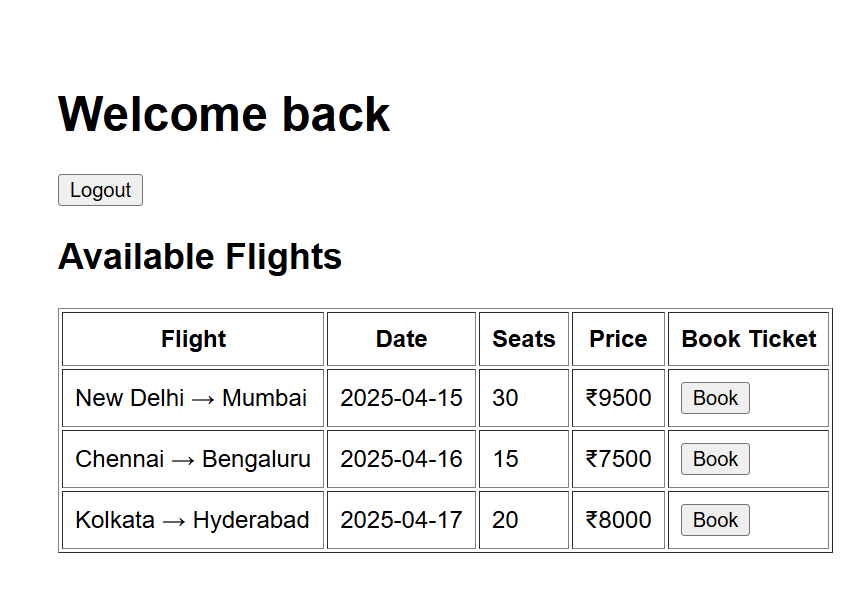 Welcome back
Logout
Available Flights
Flight Date Seats Price Book Ticket
New Delhi → Mumbai 2025-04-15 30 ₹9500 Book
Chennai → Bengaluru 2025-04-16 15 ₹7500 Book
Kolkata → Hyderabad 2025-04-17 20 ₹8000 Book